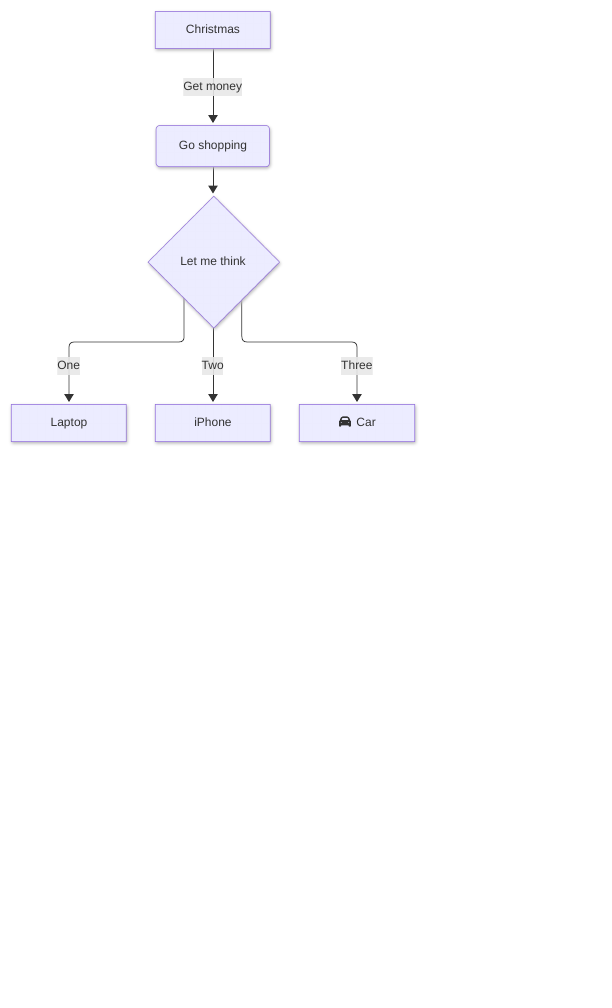 Christmas
Get money
Go shopping
Let me think
One
Two
Three
Laptop
iPhone
Car